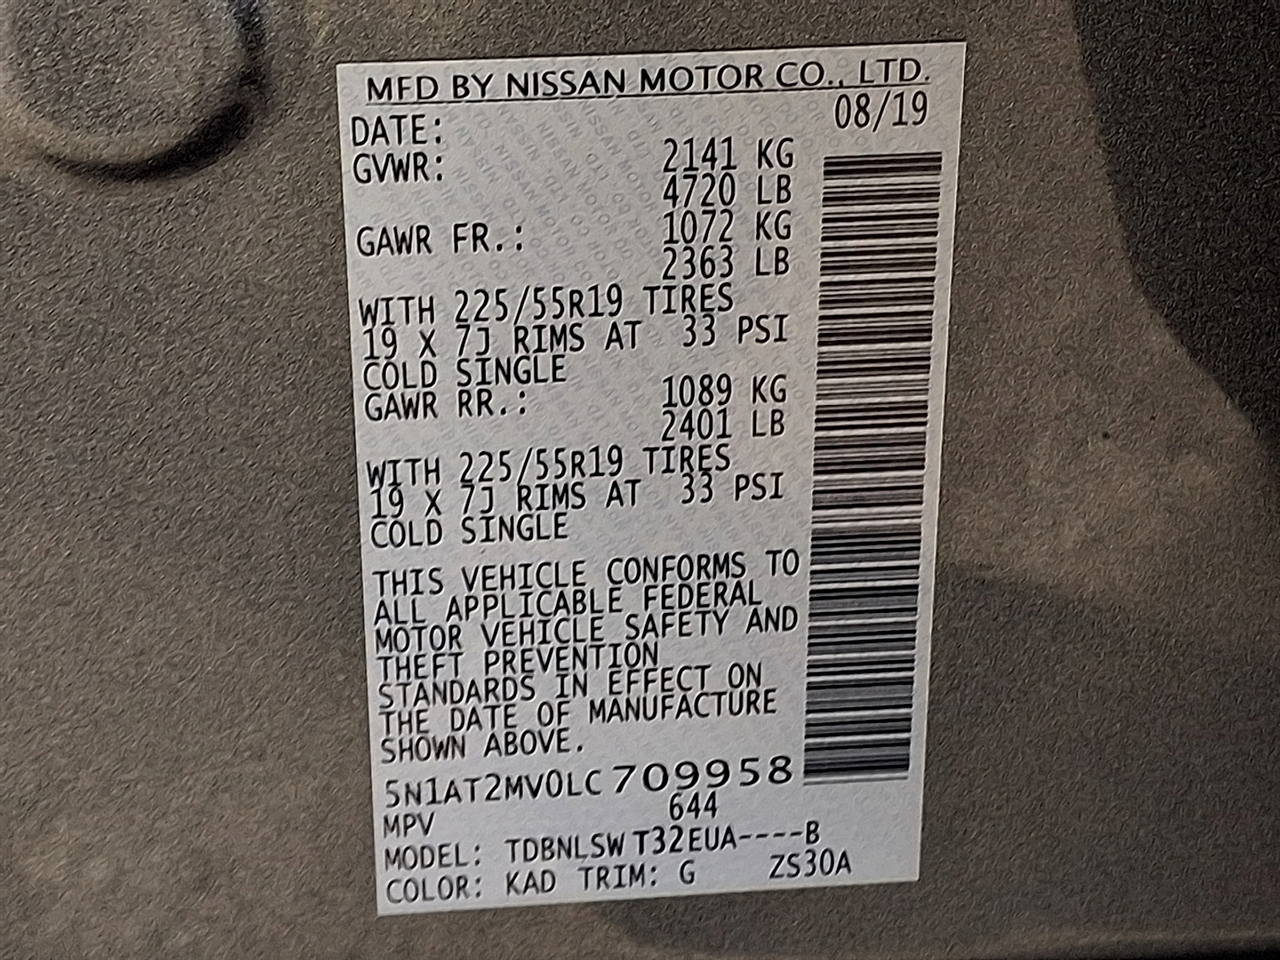 MFD BY NISSAN MOTOR CO., LTD.
DATE: 08/19
GVWR: 2141 KG
4720 LB
GAWR FR.: 1072 KG
2363 LB
WITH 225/55R19 TIRES
19 X 7J RIMS AT 33 PSI
COLD SINGLE
GAWR RR.: 1089 KG
2401 LB
WITH 225/55R19 TIRES
19 X 7J RIMS AT 33 PSI
COLD SINGLE
THIS VEHICLE CONFORMS TO
ALL APPLICABLE FEDERAL
MOTOR VEHICLE SAFETY AND
THEFT PREVENTION
STANDARDS IN EFFECT ON
THE DATE OF MANUFACTURE
SHOWN ABOVE.
5N1AT2MV0LC709958
MPV 644
MODEL: TDBNLSW T32EUA----B
COLOR: KAD TRIM: G ZS30A